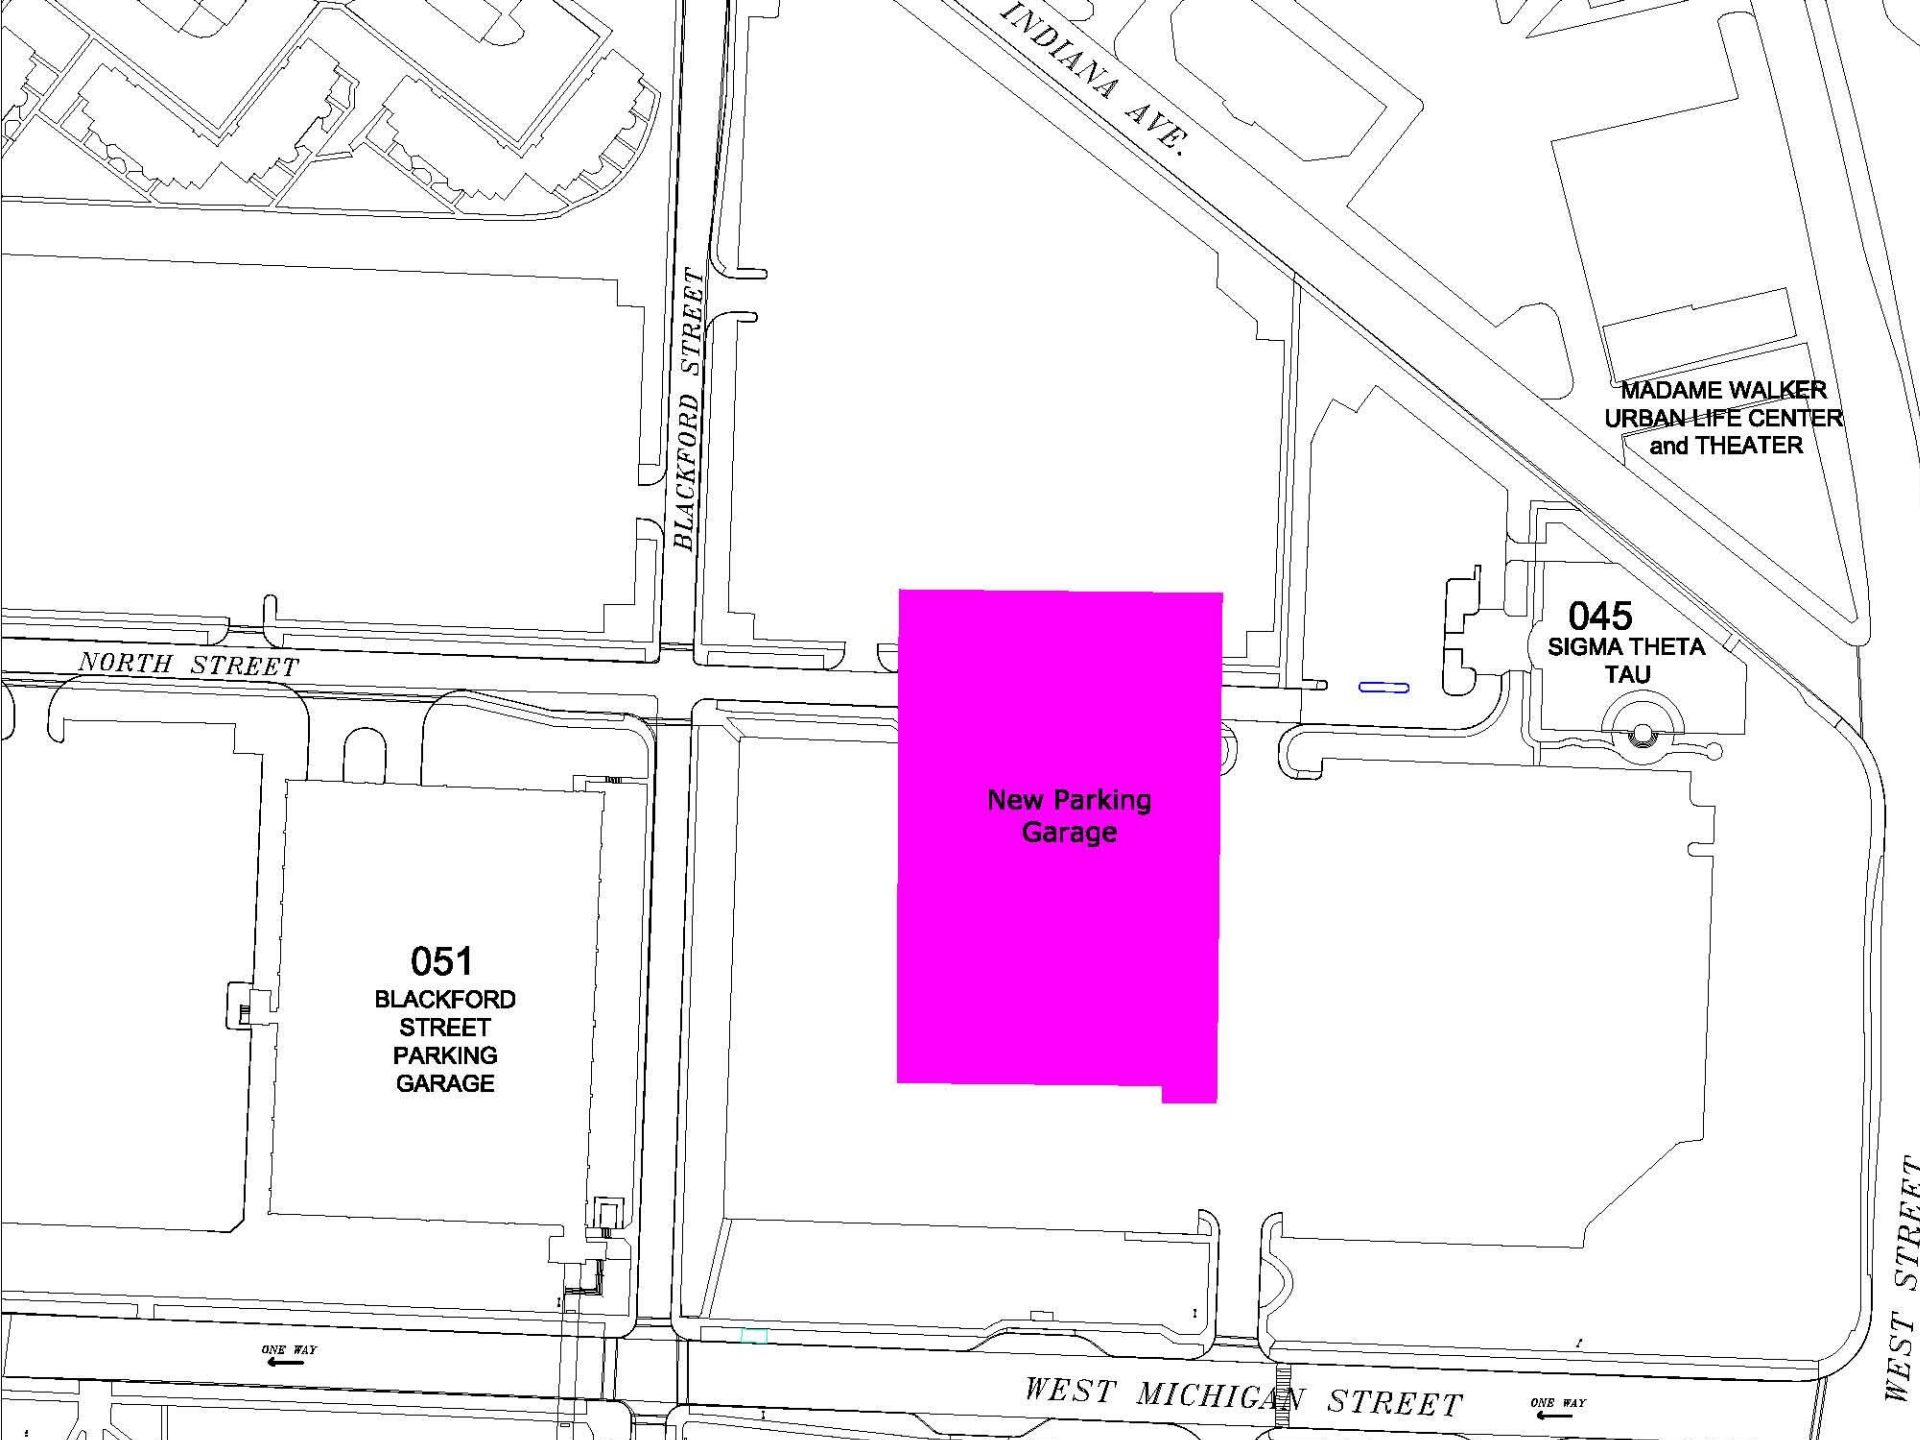 INDIANA AVE.
BLACKFORD STREET
MADAME WALKER
URBAN LIFE CENTER
and THEATER
045
SIGMA THETA
TAU
NORTH STREET
New Parking
Garage
051
BLACKFORD
STREET
PARKING
GARAGE
WEST STREET
ONE WAY
WEST MICHIGAN STREET
ONE WAY